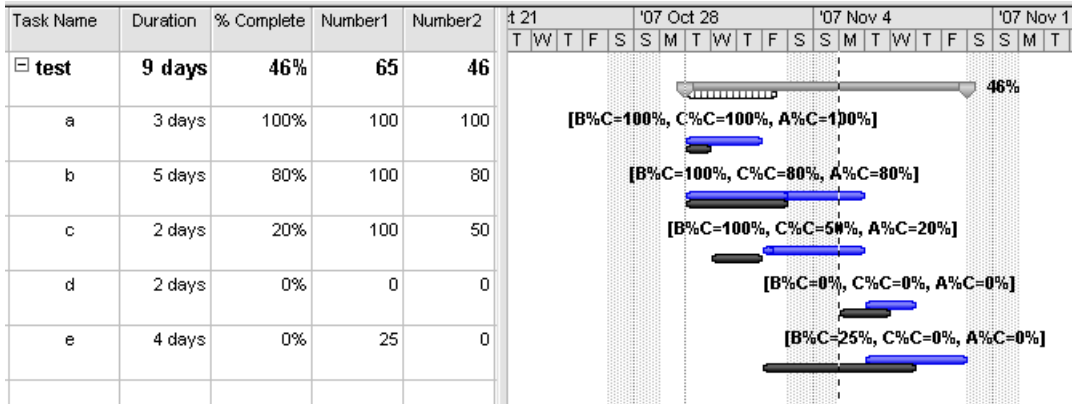 Task Name Duration % Complete Number1 Number2 t 21 '07 Oct 28 '07 Nov 4 '07 Nov 1
T W T F S S M T W T F S S M T W T F S S M T
test 9 days 46% 65 46 46%
a 3 days 100% 100 100 [B%C=100%, C%C=100%, A%C=100%]
b 5 days 80% 100 80 [B%C=100%, C%C=80%, A%C=80%]
c 2 days 20% 100 50 [B%C=100%, C%C=50%, A%C=20%]
d 2 days 0% 0 0 [B%C=0%, C%C=0%, A%C=0%]
e 4 days 0% 25 0 [B%C=25%, C%C=0%, A%C=0%]